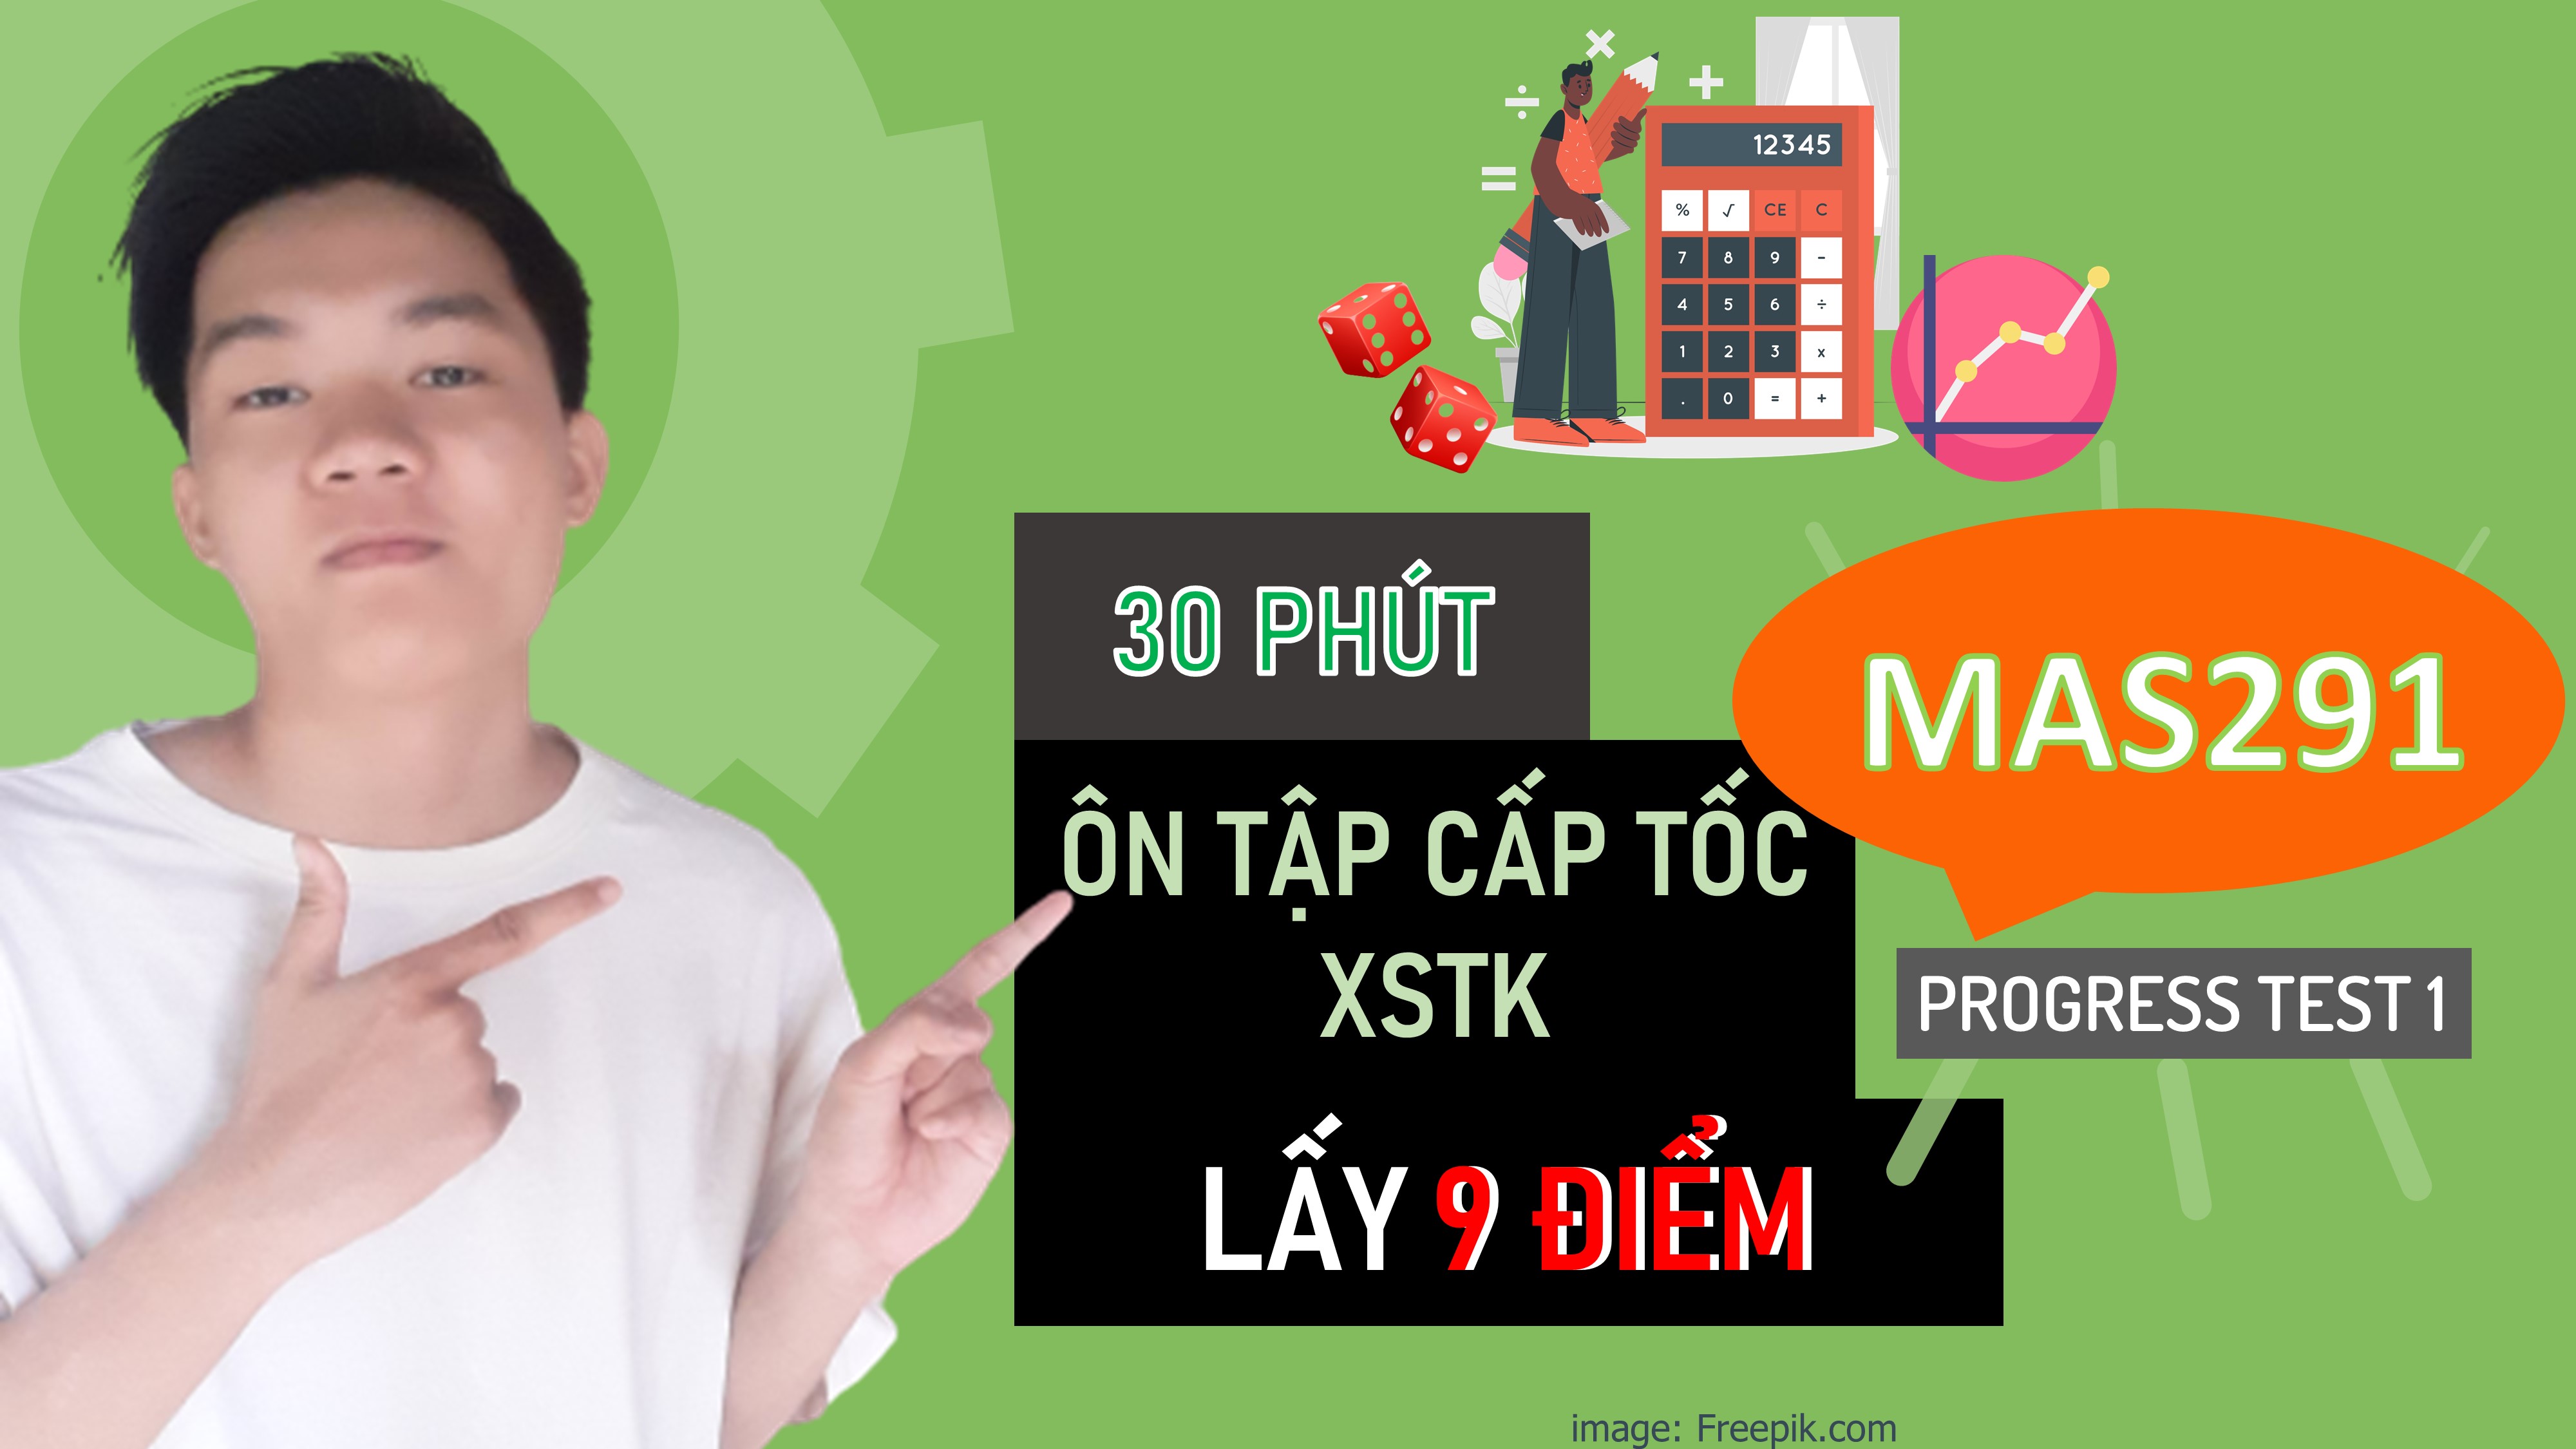 12345
% √ CE C
7 8 9 -
4 5 6 ÷
1 2 3 x
. 0 = +
30 PHÚT
MAS291
ÔN TẬP CẤP TỐC
XSTK
PROGRESS TEST 1
LẤY 9 ĐIỂM
image: Freepik.com